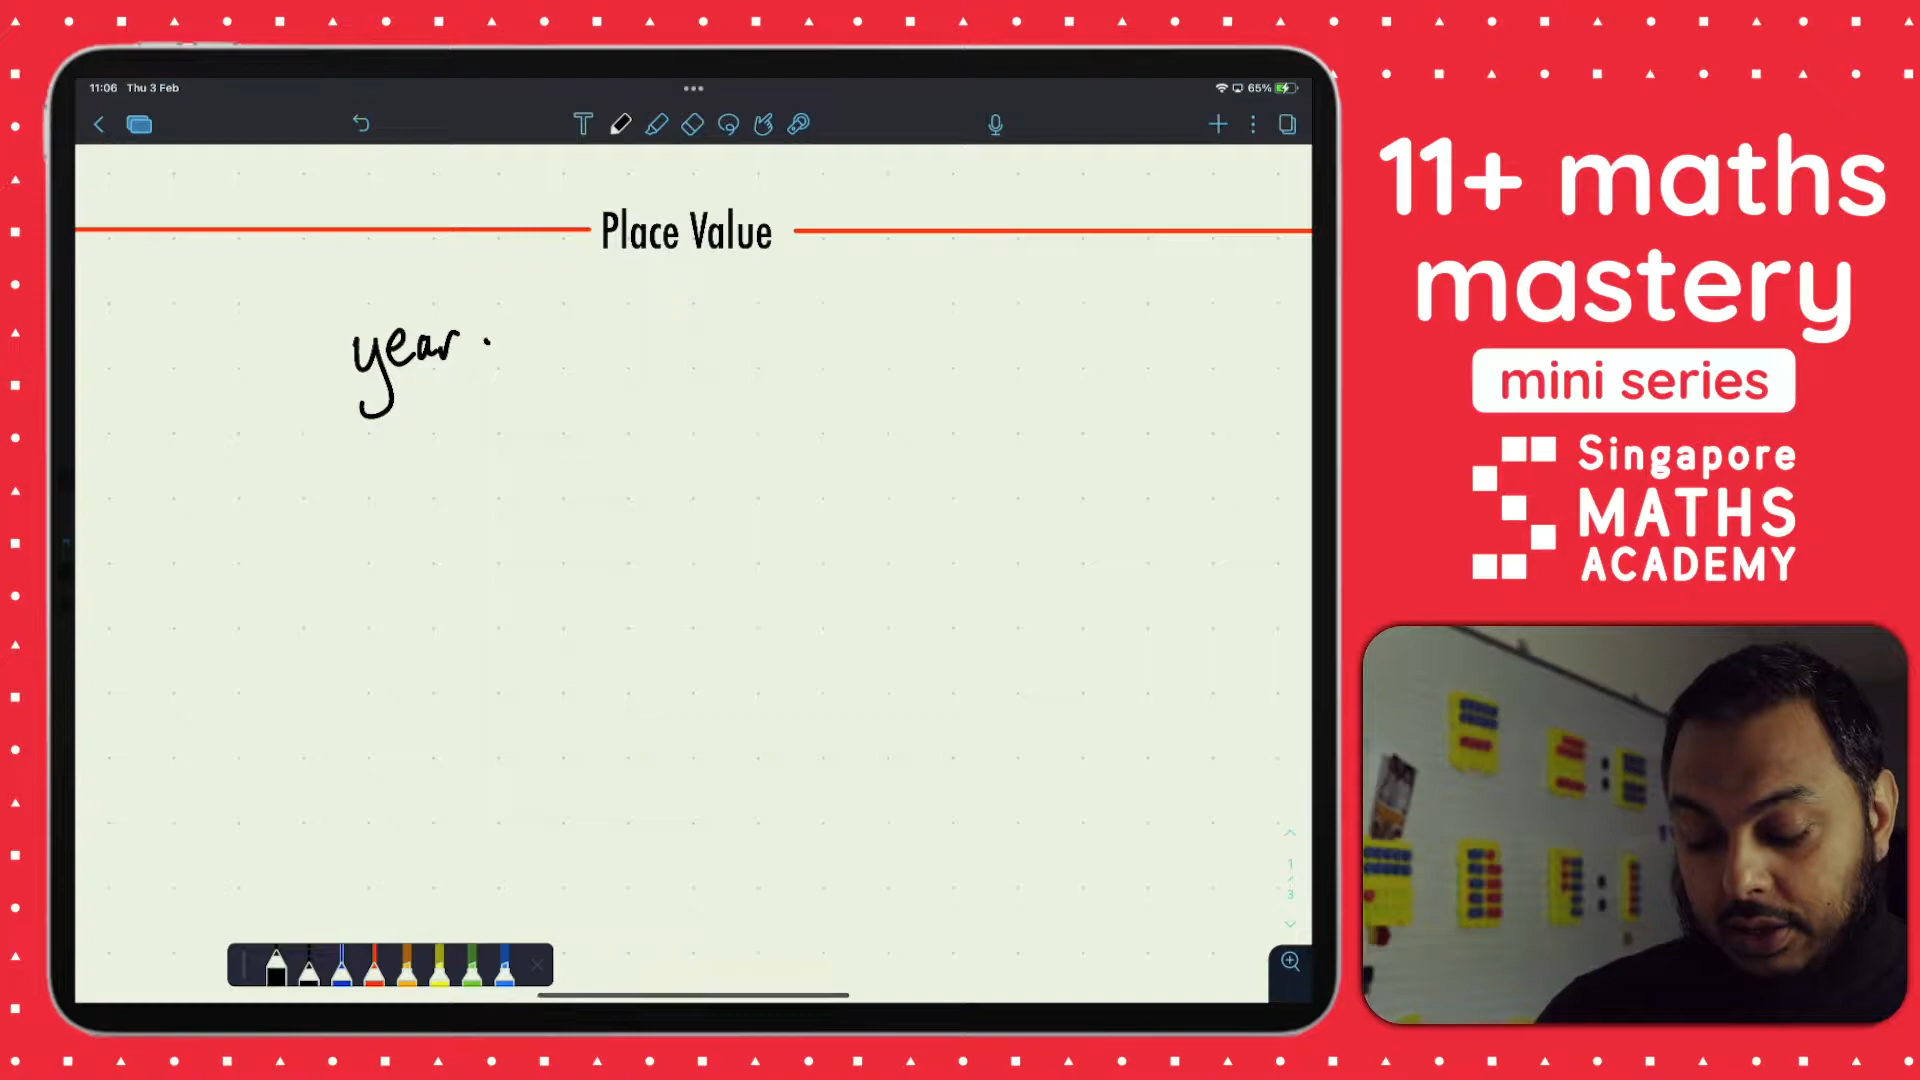 11:06 Thu 3 Feb
65%
Place Value
year.
1
3
11+ maths
mastery
mini series
Singapore
MATHS
ACADEMY